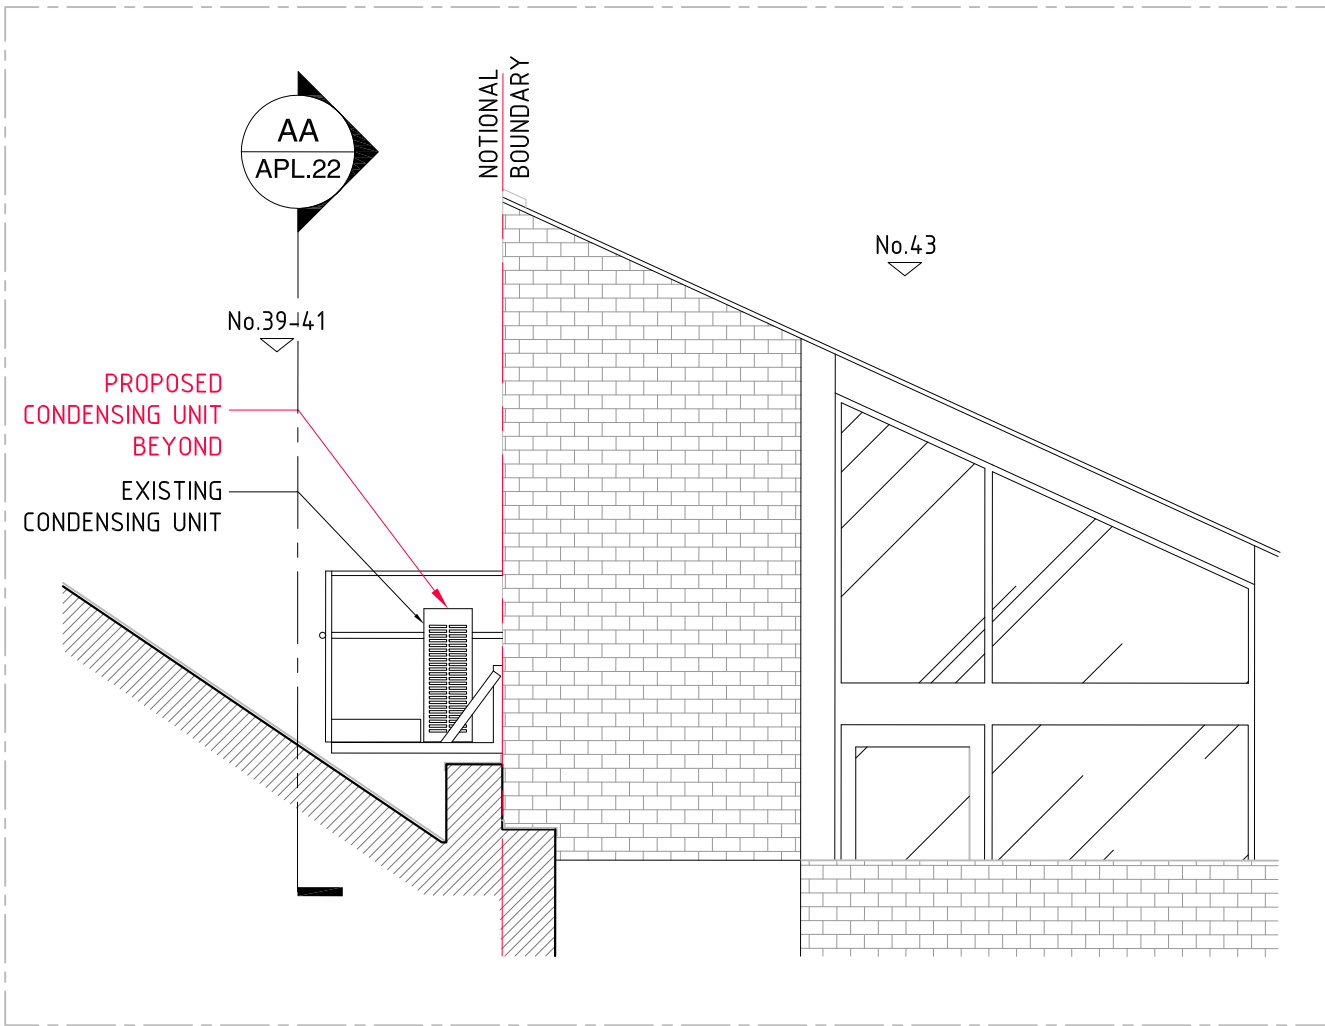 NOTIONAL
BOUNDARY
AA
APL.22
No.43
No.39-41
PROPOSED
CONDENSING UNIT
BEYOND
EXISTING
CONDENSING UNIT